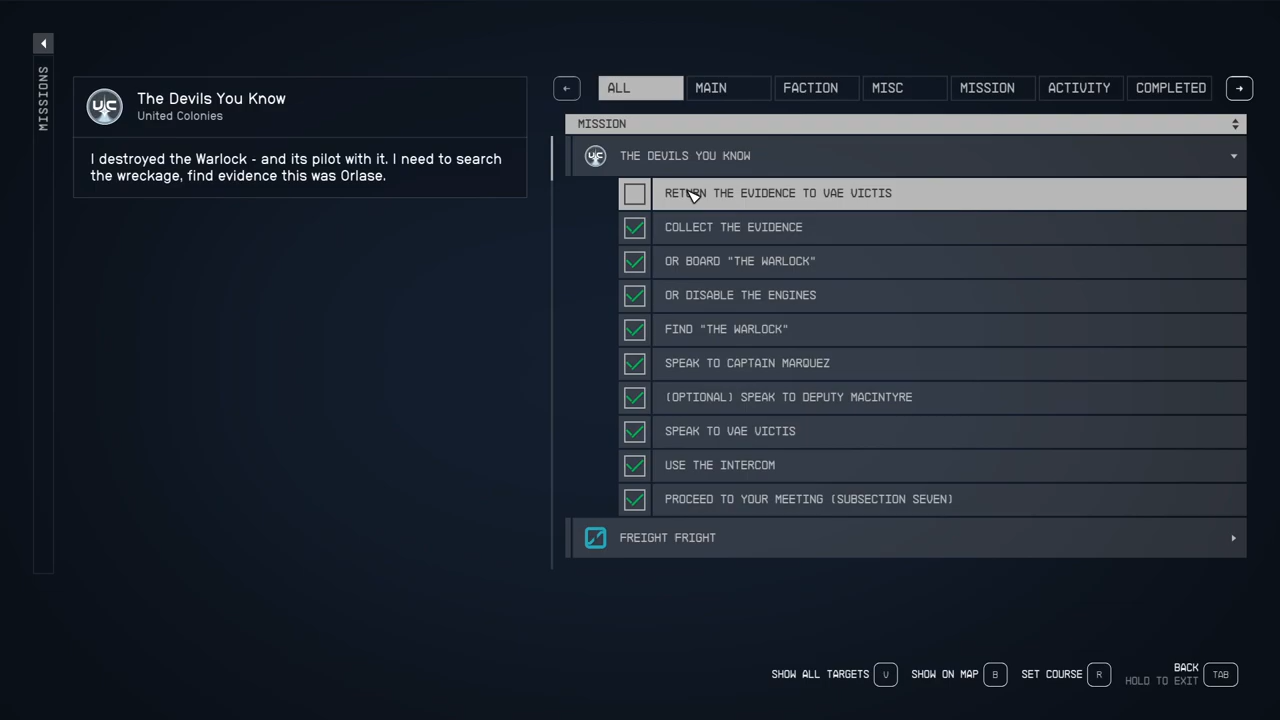 MISSIONS
The Devils You Know
United Colonies
I destroyed the Warlock - and its pilot with it. I need to search
the wreckage, find evidence this was Orlase.
ALL
MAIN
FACTION
MISC
MISSION
ACTIVITY
COMPLETED
MISSION
UC
THE DEVILS YOU KNOW
RETURN THE EVIDENCE TO VAE VICTIS
COLLECT THE EVIDENCE
OR BOARD "THE WARLOCK"
OR DISABLE THE ENGINES
FIND "THE WARLOCK"
SPEAK TO CAPTAIN MARQUEZ
(OPTIONAL) SPEAK TO DEPUTY MACINTYRE
SPEAK TO VAE VICTIS
USE THE INTERCOM
PROCEED TO YOUR MEETING (SUBSECTION SEVEN)
FREIGHT FRIGHT
SHOW ALL TARGETS V
SHOW ON MAP B
SET COURSE R
BACK
HOLD TO EXIT
TAB